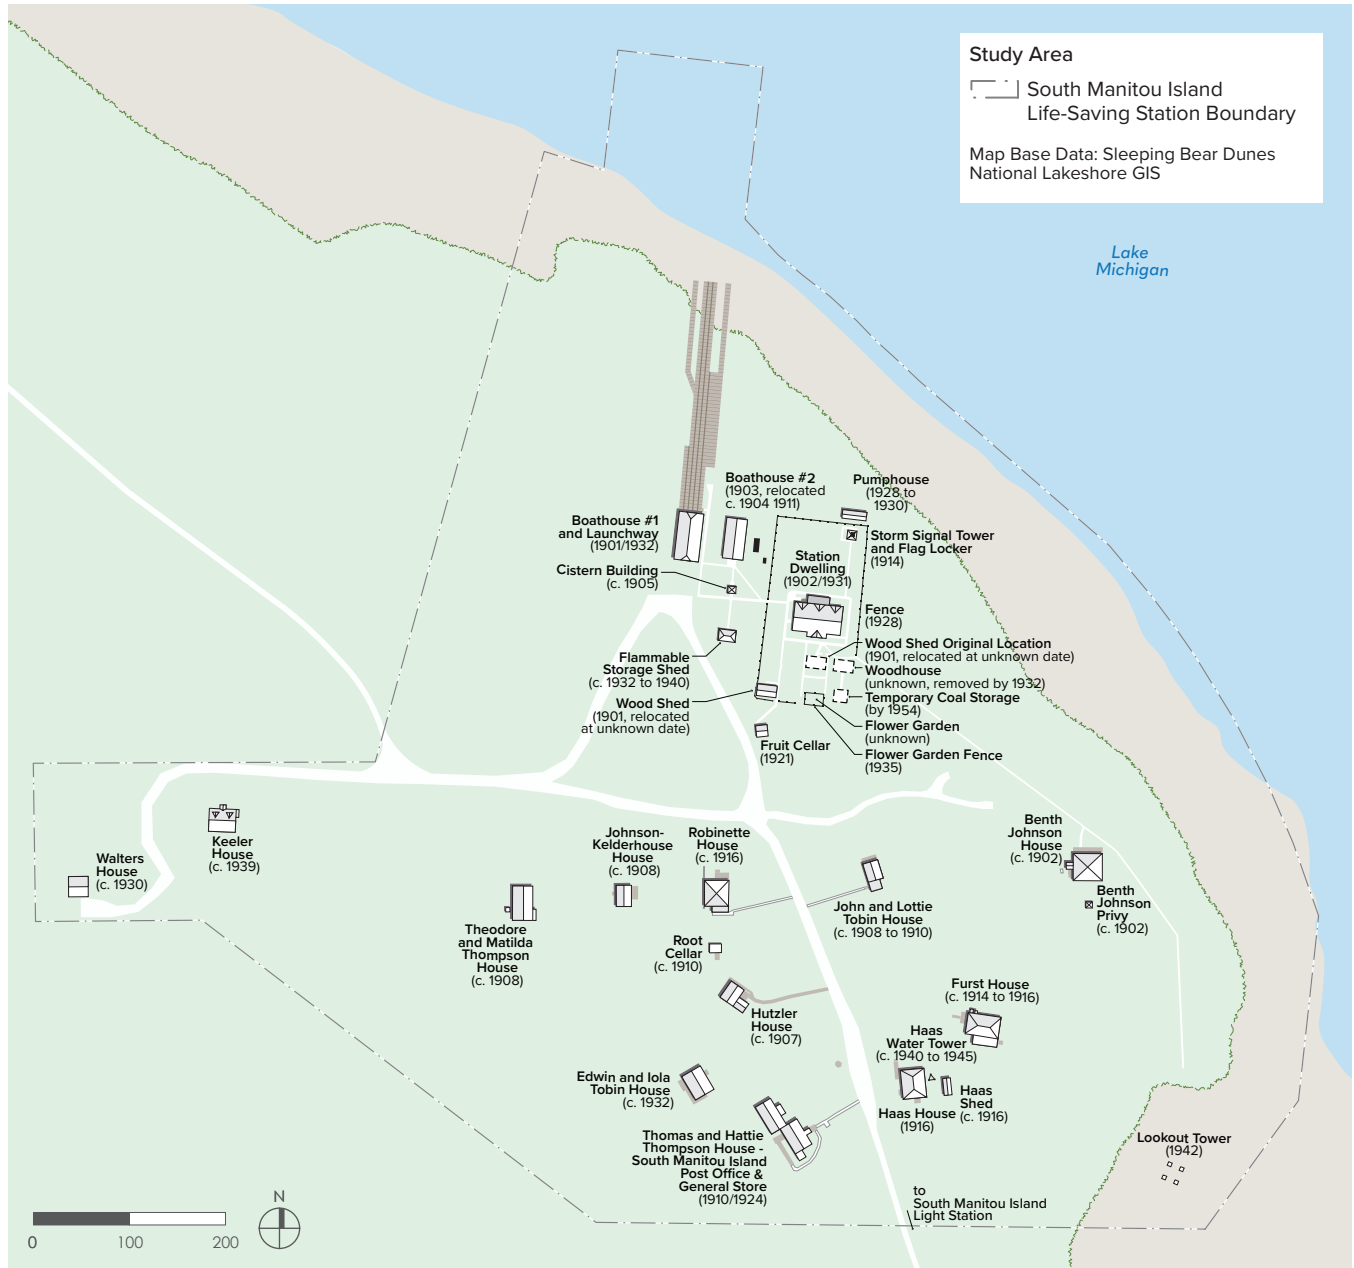 Study Area
South Manitou Island
Life-Saving Station Boundary
Map Base Data: Sleeping Bear Dunes
National Lakeshore GIS
Lake
Michigan
Boathouse #2
(1903, relocated
c. 1904 1911)
Pumphouse
(1928 to
1930)
Boathouse #1
and Launchway
(1901/1932)
Storm Signal Tower
and Flag Locker
(1914)
Station
Dwelling
(1902/1931)
Cistern Building
(c. 1905)
Fence
(1928)
Wood Shed Original Location
(1901, relocated at unknown date)
Flammable
Storage Shed
(c. 1932 to 1940)
Woodhouse
(unknown, removed by 1932)
Temporary Coal Storage
(by 1954)
Wood Shed
(1901, relocated
at unknown date)
Flower Garden
(unknown)
Fruit Cellar
(1921)
Flower Garden Fence
(1935)
Keeler
House
(c. 1939)
Walters
House
(c. 1930)
Johnson-
Kelderhouse
House
(c. 1908)
Robinette
House
(c. 1916)
Benth
Johnson
House
(c. 1902)
Benth
Johnson
Privy
(c. 1902)
John and Lottie
Tobin House
(c. 1908 to 1910)
Theodore
and Matilda
Thompson
House
(c. 1908)
Root
Cellar
(c. 1910)
Furst House
(c. 1914 to 1916)
Hutzler
House
(c. 1907)
Haas
Water Tower
(c. 1940 to 1945)
Edwin and Iola
Tobin House
(c. 1932)
Haas
Shed
(c. 1916)
Haas House
(1916)
Thomas and Hattie
Thompson House -
South Manitou Island
Post Office &
General Store
(1910/1924)
Lookout Tower
(1942)
to
South Manitou Island
Light Station
N
0 100 200